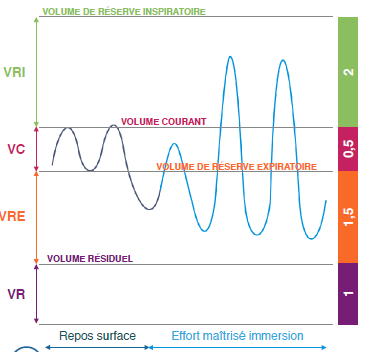 VOLUME DE RÉSERVE INSPIRATOIRE
VRI
2
VOLUME COURANT
VC
0,5
VOLUME DE RÉSERVE EXPIRATOIRE
VRE
1,5
VOLUME RÉSIDUEL
VR
1
Repos surface
Effort maîtrisé immersion